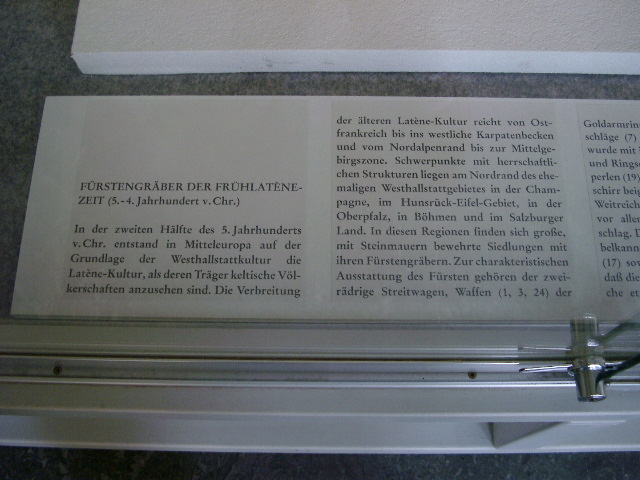 FÜRSTENGRÄBER DER FRÜHLATÈNE-
ZEIT (5.-4. Jahrhundert v. Chr.)
In der zweiten Hälfte des 5. Jahrhunderts
v. Chr. entstand in Mitteleuropa auf der
Grundlage der Westhallstattkultur die
Latène-Kultur, als deren Träger keltische Völ-
kerschaften anzusehen sind. Die Verbreitung
der älteren Latène-Kultur reicht von Ost-
frankreich bis ins westliche Karpatenbecken
und vom Nordalpenrand bis zur Mittelge-
birgszone. Schwerpunkte mit herrschaftli-
chen Strukturen liegen am Nordrand des ehe-
maligen Westhallstattgebietes in der Cham-
pagne, im Hunsrück-Eifel-Gebiet, in der
Oberpfalz, in Böhmen und im Salzburger
Land. In diesen Regionen finden sich große,
mit Steinmauern bewehrte Siedlungen mit
ihren Fürstengräbern. Zur charakteristischen
Ausstattung des Fürsten gehören der zwei-
rädrige Streitwagen, Waffen (1, 3, 24) der
Goldarmrin
schläge (7)
wurde mit
und Ringsc
perlen (19)
schirr beig
Weitreich
vor aller
schlag. D
belkann
(17) sow
daß die
che et